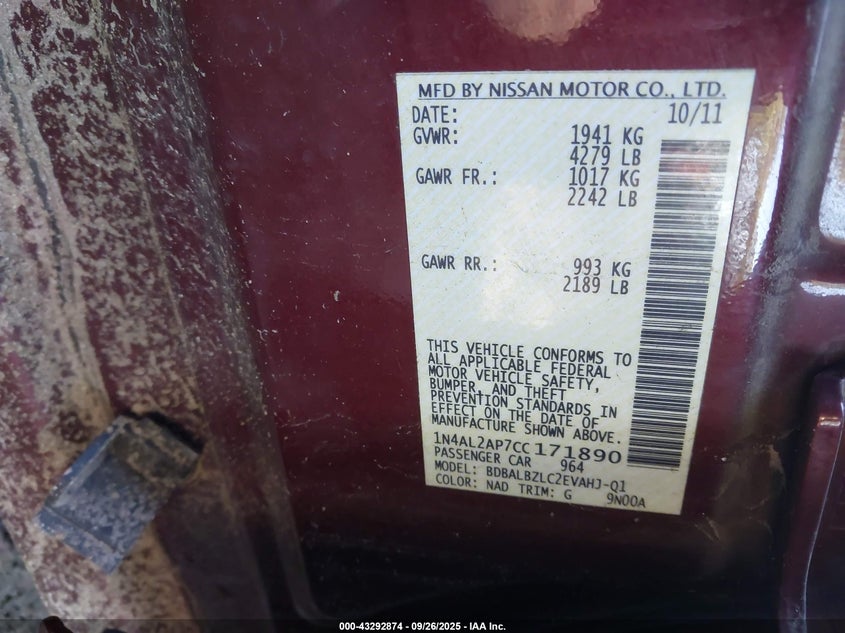 MFD BY NISSAN MOTOR CO., LTD.
DATE: 10/11
GVWR: 1941 KG
4279 LB
GAWR FR.: 1017 KG
2242 LB
GAWR RR.: 993 KG
2189 LB
THIS VEHICLE CONFORMS TO
ALL APPLICABLE FEDERAL
MOTOR VEHICLE SAFETY,
BUMPER, AND THEFT
PREVENTION STANDARDS IN
EFFECT ON THE DATE OF
MANUFACTURE SHOWN ABOVE.
1N4AL2AP7CC171890
PASSENGER CAR 964
MODEL: BDBALBZLC2EVAHJ-Q1
COLOR: NAD TRIM: G 9N00A
000-43292874 - 09/26/2025 - IAA Inc.